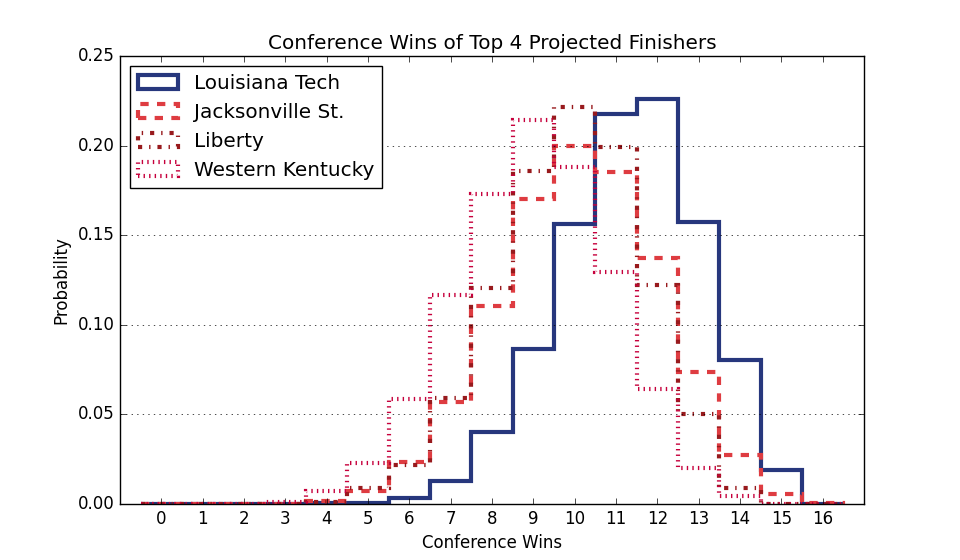 Conference Wins of Top 4 Projected Finishers
0.25
0.20
0.15
0.10
0.05
0.00
Probability
Louisiana Tech
Jacksonville St.
Liberty
Western Kentucky
0 1 2 3 4 5 6 7 8 9 10 11 12 13 14 15 16
Conference Wins